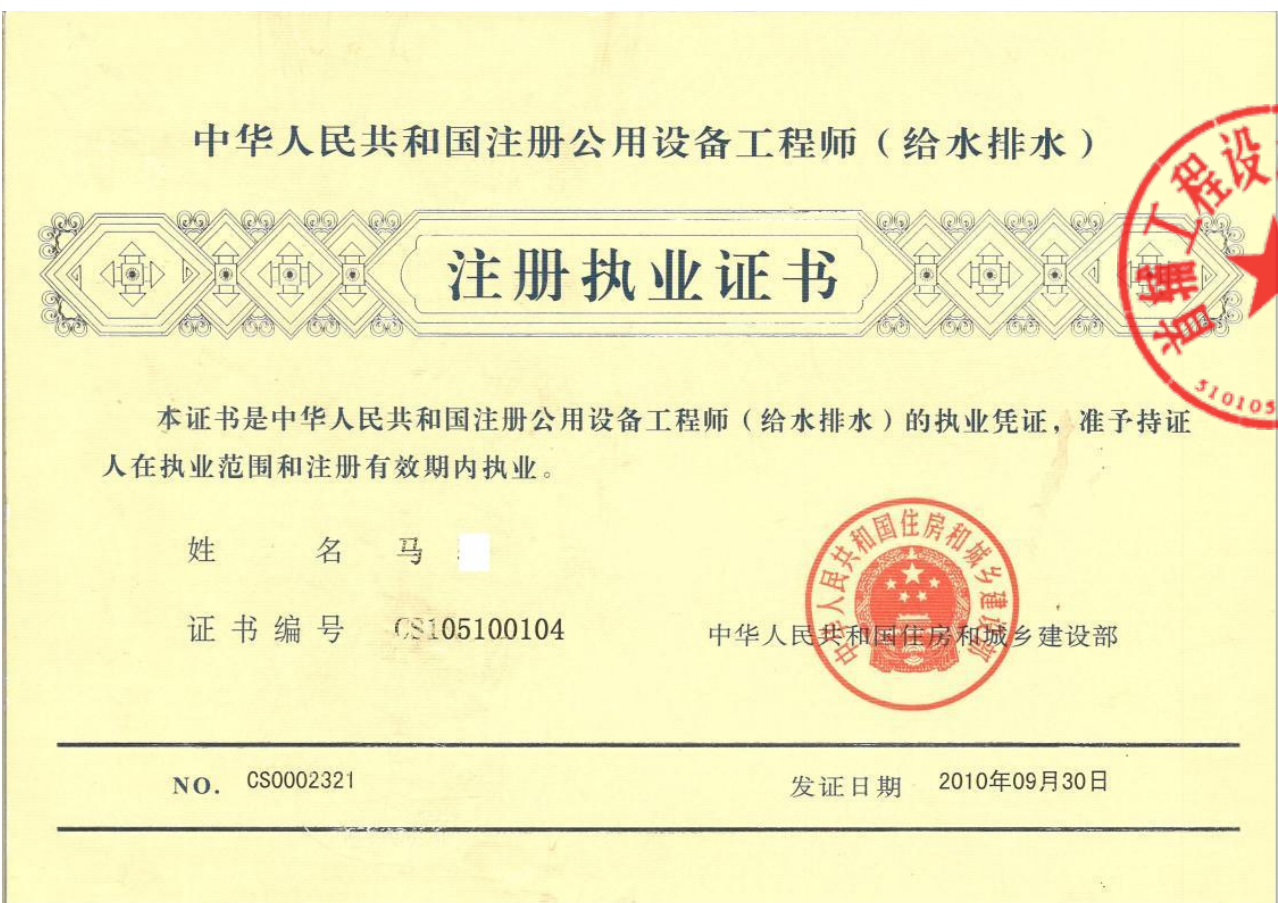 中华人民共和国注册公用设备工程师（给水排水）
注册执业证书
工程设
510105
本证书是中华人民共和国注册公用设备工程师（给水排水）的执业凭证，准予持证
人在执业范围和注册有效期内执业。
姓 名 马
证书编号 CS105100104
中华人民共和国住房和城乡建设部
中华人民共和国住房和城乡建设部
NO. CS0002321
发证日期 2010年09月30日